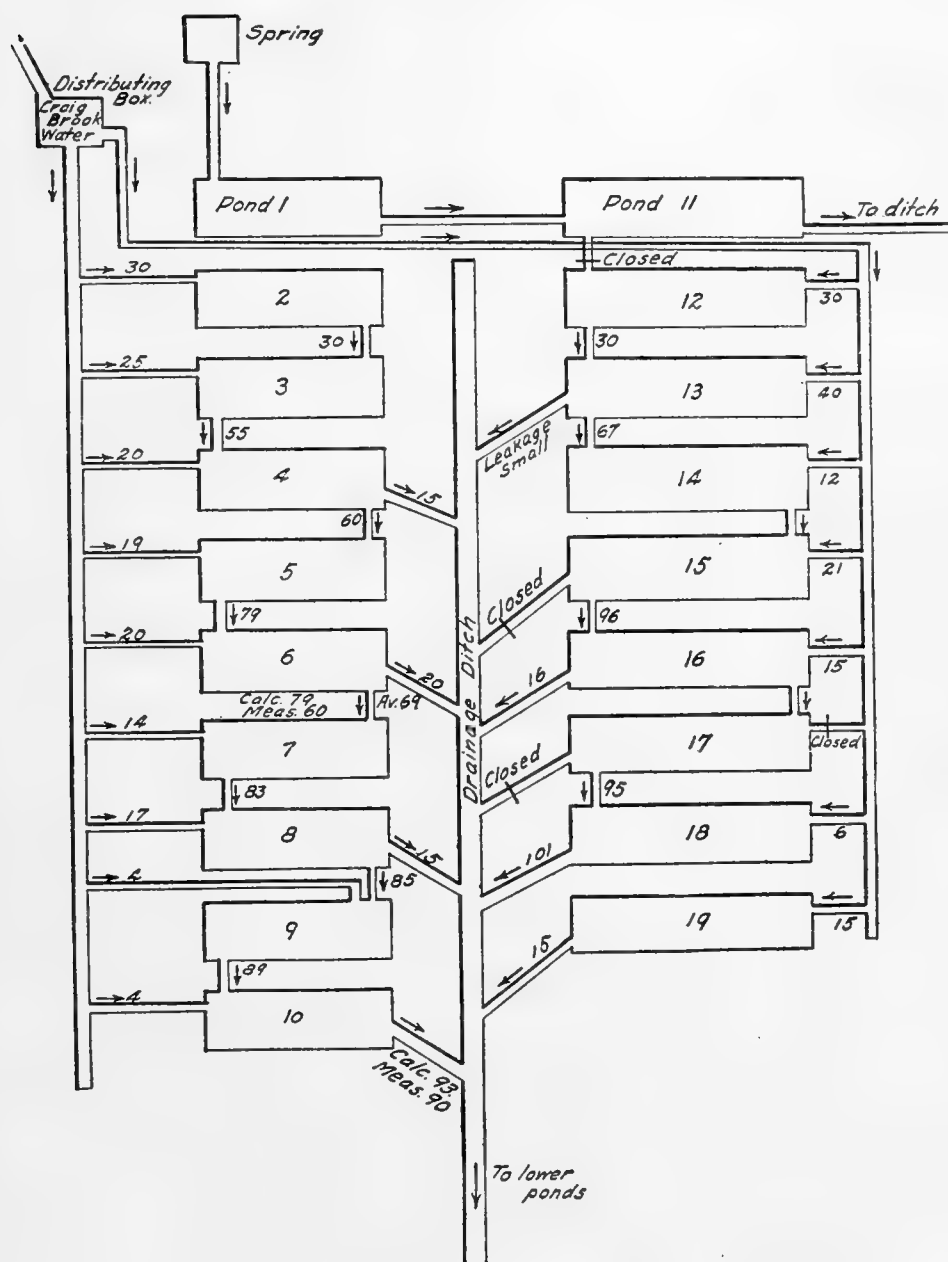 Spring
Distributing
Box.
Craig
Brook
Water
Pond 1
Pond 11
To ditch
Closed
30
2
12
30
30
30
25
3
13
40
55
67
20
4
Leakage
Small
14
12
15
60
19
5
Closed
15
21
79
96
20
6
20
16
16
15
Calc. 79
Meas. 60
Av. 69
14
7
Drainage Ditch
Closed
17
Closed
83
95
17
8
15
101
18
6
4
85
9
19
15
15
89
4
10
Calc. 93.
Meas. 90
To lower
ponds